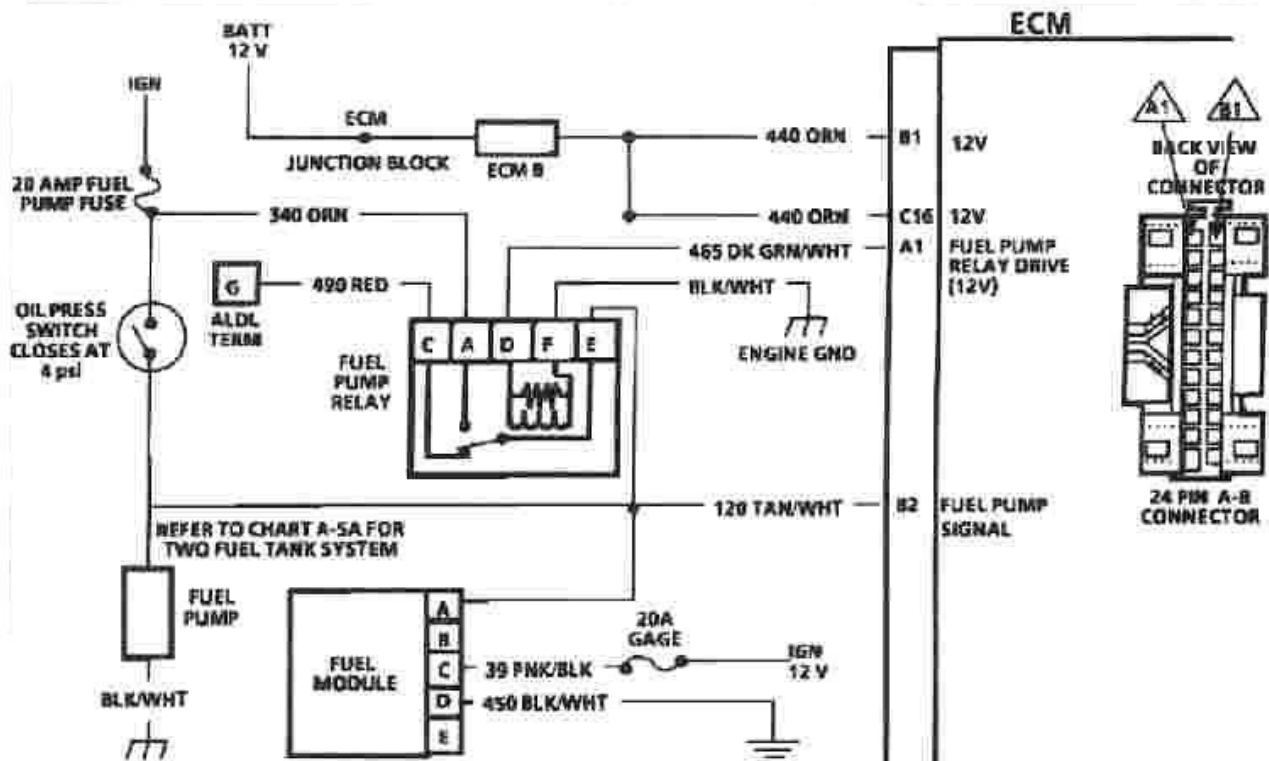 ECM
BATT
12 V
IGN
ECM
JUNCTION BLOCK
ECM B
440 ORN
B1
12V
A1
B1
BACK VIEW
OF
CONNECTOR
20 AMP FUEL
PUMP FUSE
340 ORN
440 ORN
C16
12V
465 DK GRN/WHT
A1
FUEL PUMP
RELAY DRIVE
(12V)
G
ALDL
TERM
490 RED
BLK/WHT
OIL PRESS
SWITCH
CLOSES AT
4 psi
C
A
D
F
E
ENGINE GND
FUEL
PUMP
RELAY
24 PIN A-B
CONNECTOR
120 TAN/WHT
B2
FUEL PUMP
SIGNAL
REFER TO CHART A-5A FOR
TWO FUEL TANK SYSTEM
FUEL
PUMP
BLK/WHT
FUEL
MODULE
A
B
C
D
E
20A
GAGE
39 PNK/BLK
IGN
12 V
450 BLK/WHT